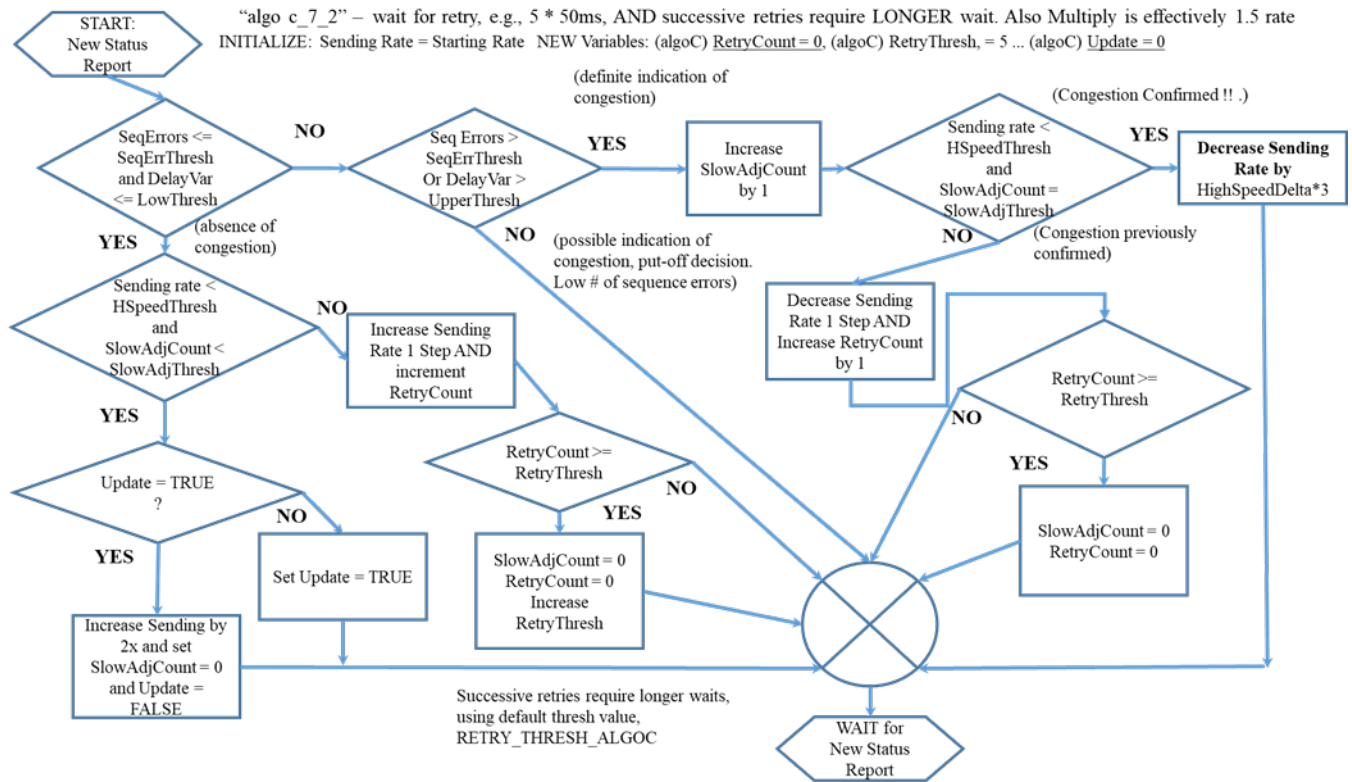 “algo c_7_2” – wait for retry, e.g., 5 * 50ms, AND successive retries require LONGER wait. Also Multiply is effectively 1.5 rate
INITIALIZE: Sending Rate = Starting Rate NEW Variables: (algoC) RetryCount = 0, (algoC) RetryThresh, = 5 ... (algoC) Update = 0
START:
New Status
Report
SeqErrors <=
SeqErrThresh
and DelayVar
<= LowThresh
NO
YES
(absence of
congestion)
Seq Errors >
SeqErrThresh
Or DelayVar >
UpperThresh
YES
NO
(definite indication of
congestion)
(possible indication of
congestion, put-off decision.
Low # of sequence errors)
Increase
SlowAdjCount
by 1
Sending rate <
HSpeedThresh
and
SlowAdjCount =
SlowAdjThresh
(Congestion Confirmed !! .)
YES
NO
(Congestion previously
confirmed)
Decrease Sending
Rate by
HighSpeedDelta*3
Sending rate <
HSpeedThresh
and
SlowAdjCount <
SlowAdjThresh
NO
YES
Increase Sending
Rate 1 Step AND
increment
RetryCount
Decrease Sending
Rate 1 Step AND
Increase RetryCount
by 1
RetryCount >=
RetryThresh
NO
YES
RetryCount >=
RetryThresh
NO
YES
Update = TRUE
?
NO
YES
Set Update = TRUE
SlowAdjCount = 0
RetryCount = 0
Increase
RetryThresh
SlowAdjCount = 0
RetryCount = 0
Increase Sending by
2x and set
SlowAdjCount = 0
and Update =
FALSE
Successive retries require longer waits,
using default thresh value,
RETRY_THRESH_ALGOC
WAIT for
New Status
Report